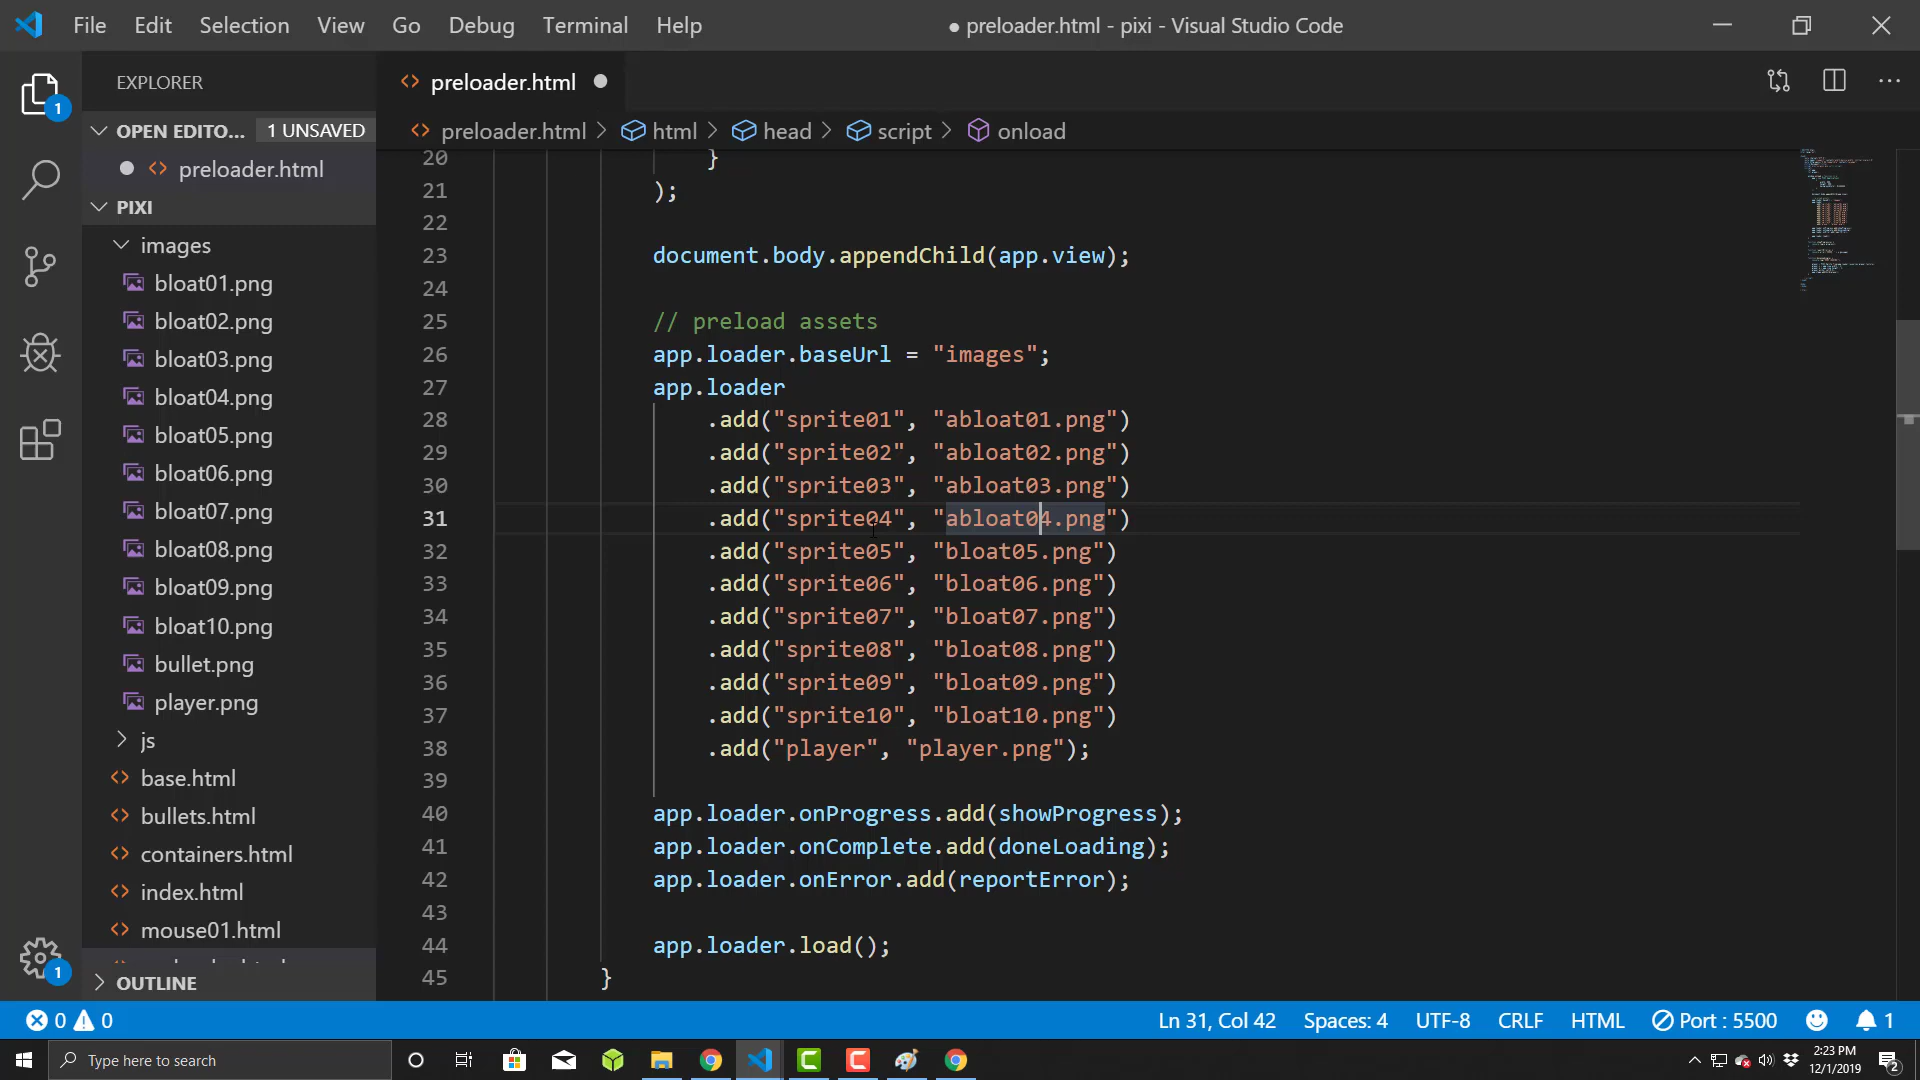 File Edit Selection View Go Debug Terminal Help
● preloader.html - pixi - Visual Studio Code
EXPLORER
1
OPEN EDITO... 1 UNSAVED
preloader.html
PIXI
images
bloat01.png
bloat02.png
bloat03.png
bloat04.png
bloat05.png
bloat06.png
bloat07.png
bloat08.png
bloat09.png
bloat10.png
bullet.png
player.png
js
base.html
bullets.html
containers.html
index.html
mouse01.html
OUTLINE
1
preloader.html
preloader.html > html > head > script > onload
20 }
21 );
22
23 document.body.appendChild(app.view);
24
25 // preload assets
26 app.loader.baseUrl = "images";
27 app.loader
28 .add("sprite01", "abloat01.png")
29 .add("sprite02", "abloat02.png")
30 .add("sprite03", "abloat03.png")
31 .add("sprite04", "abloat04.png")
32 .add("sprite05", "bloat05.png")
33 .add("sprite06", "bloat06.png")
34 .add("sprite07", "bloat07.png")
35 .add("sprite08", "bloat08.png")
36 .add("sprite09", "bloat09.png")
37 .add("sprite10", "bloat10.png")
38 .add("player", "player.png");
39
40 app.loader.onProgress.add(showProgress);
41 app.loader.onComplete.add(doneLoading);
42 app.loader.onError.add(reportError);
43
44 app.loader.load();
45 }
0 0 Ln 31, Col 42 Spaces: 4 UTF-8 CRLF HTML Port : 5500 1
Type here to search
2:23 PM
12/1/2019
2